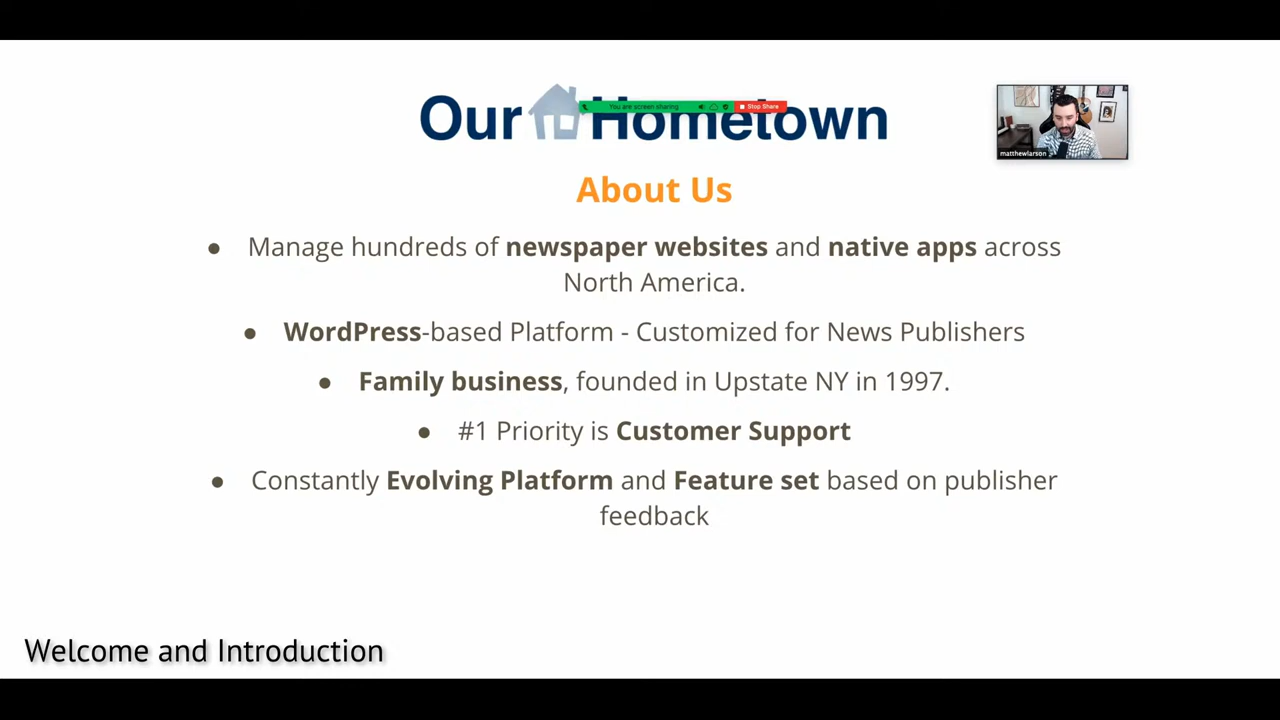 Our Hometown
You are screen sharing
Stop Share
matthewlarson
About Us
● Manage hundreds of newspaper websites and native apps across
North America.
● WordPress-based Platform - Customized for News Publishers
● Family business, founded in Upstate NY in 1997.
● #1 Priority is Customer Support
● Constantly Evolving Platform and Feature set based on publisher
feedback
Welcome and Introduction